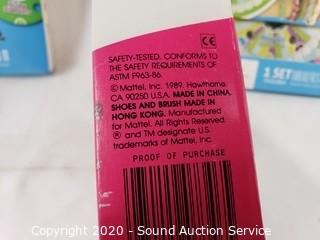 SAFETY-TESTED. CONFORMS TO
THE SAFETY REQUIREMENTS OF
ASTM F963-86.
CE
© Mattel, Inc. 1989. Hawthorne,
CA 90250 U.S.A. MADE IN CHINA.
SHOES AND BRUSH MADE IN
HONG KONG. Manufactured
for Mattel. All Rights Reserved.
® and TM designate U.S.
trademarks of Mattel, Inc.
PROOF OF PURCHASE
1 SET
Copyright 2020 - Sound Auction Service